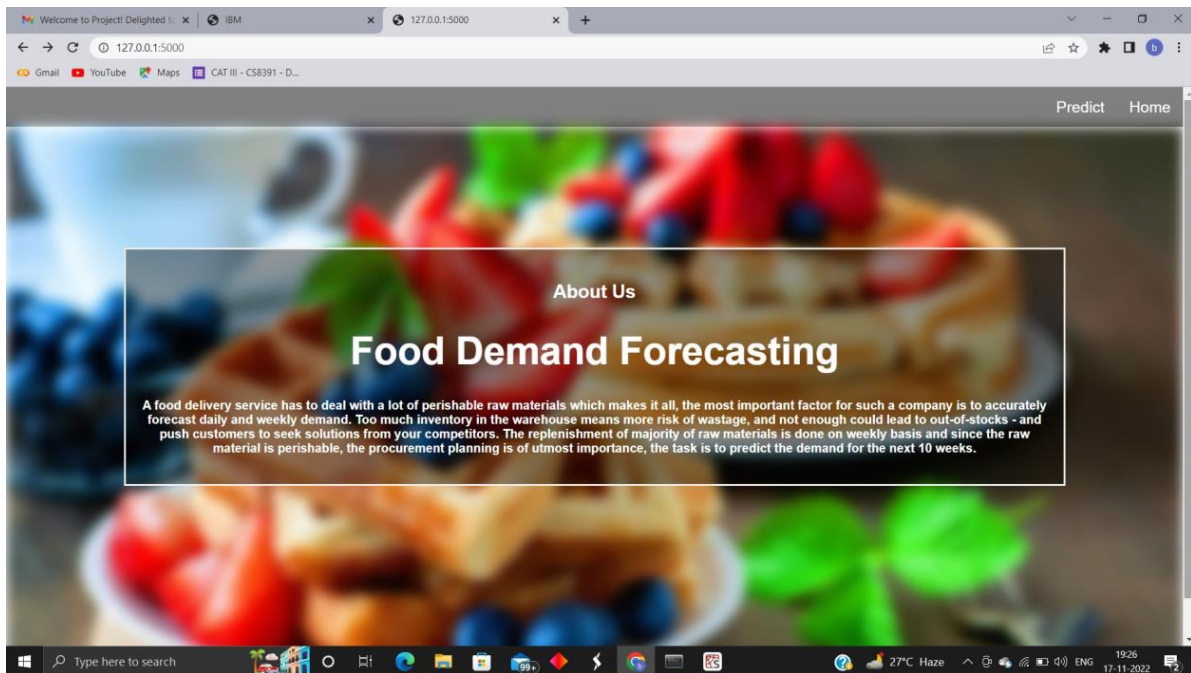 Welcome to Project! Delighted t
IBM
127.0.0.1:5000
127.0.0.1:5000
Gmail
YouTube
Maps
CAT III - CS8391 - D...
b
Predict
Home
About Us
Food Demand Forecasting
A food delivery service has to deal with a lot of perishable raw materials which makes it all, the most important factor for such a company is to accurately
forecast daily and weekly demand. Too much inventory in the warehouse means more risk of wastage, and not enough could lead to out-of-stocks - and
push customers to seek solutions from your competitors. The replenishment of majority of raw materials is done on weekly basis and since the raw
material is perishable, the procurement planning is of utmost importance, the task is to predict the demand for the next 10 weeks.
Type here to search
99+
27°C Haze
ENG
19:26
17-11-2022
2